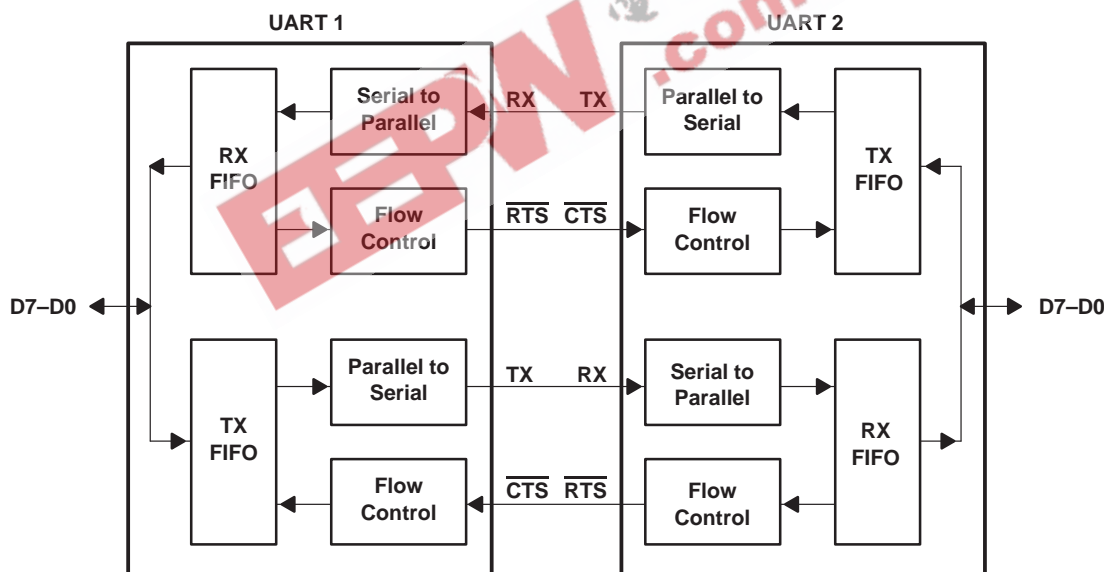 UART 1
UART 2
Serial to
Parallel
RX
TX
Parallel to
Serial
RX
FIFO
TX
FIFO
Flow
Control
RTS
CTS
Flow
Control
D7–D0
D7–D0
Parallel to
Serial
TX
RX
Serial to
Parallel
TX
FIFO
RX
FIFO
Flow
Control
CTS
RTS
Flow
Control
EEPW
.com